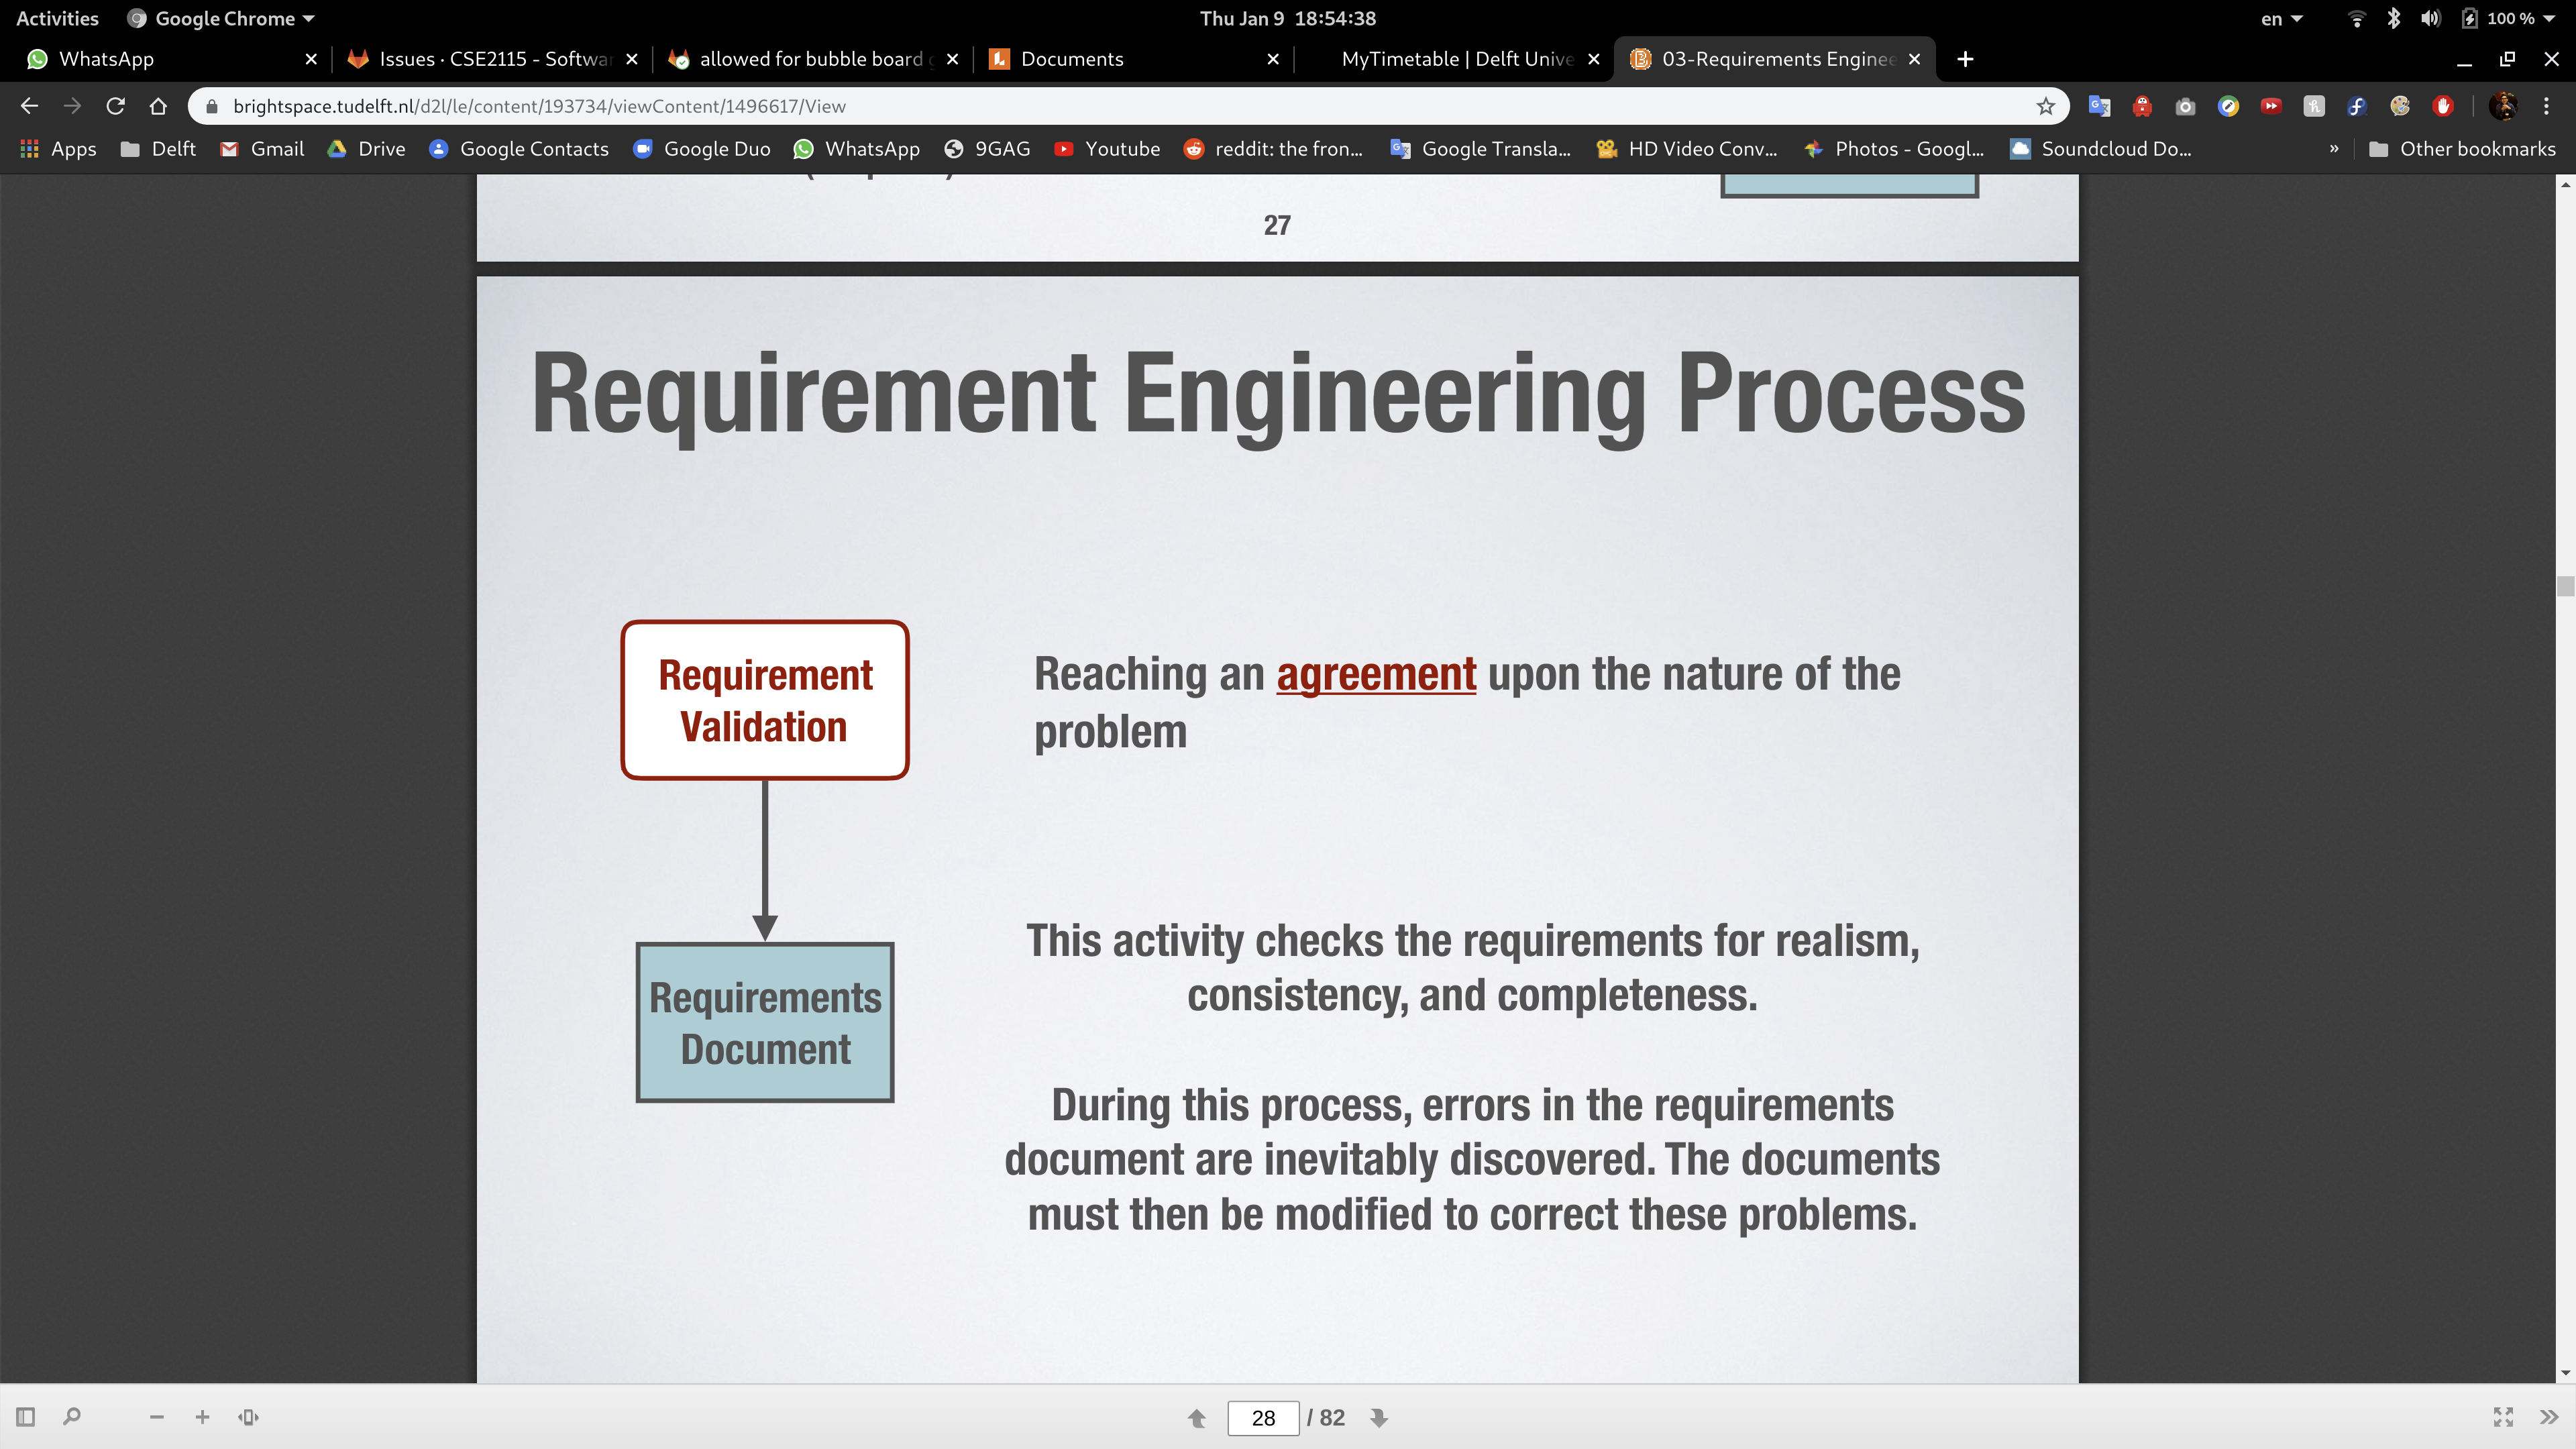 Activities Google Chrome Thu Jan 9 18:54:38 en 100 %
WhatsApp Issues · CSE2115 - Softwar allowed for bubble board Documents MyTimetable | Delft Unive 03-Requirements Enginee
brightspace.tudelft.nl/d2l/le/content/193734/viewContent/1496617/View
Apps Delft Gmail Drive Google Contacts Google Duo WhatsApp 9GAG Youtube reddit: the fron... Google Transla... HD Video Conv... Photos - Googl... Soundcloud Do... » Other bookmarks
27
Requirement Engineering Process
Requirement
Validation
Reaching an agreement upon the nature of the
problem
Requirements
Document
This activity checks the requirements for realism,
consistency, and completeness.
During this process, errors in the requirements
document are inevitably discovered. The documents
must then be modified to correct these problems.
28 / 82